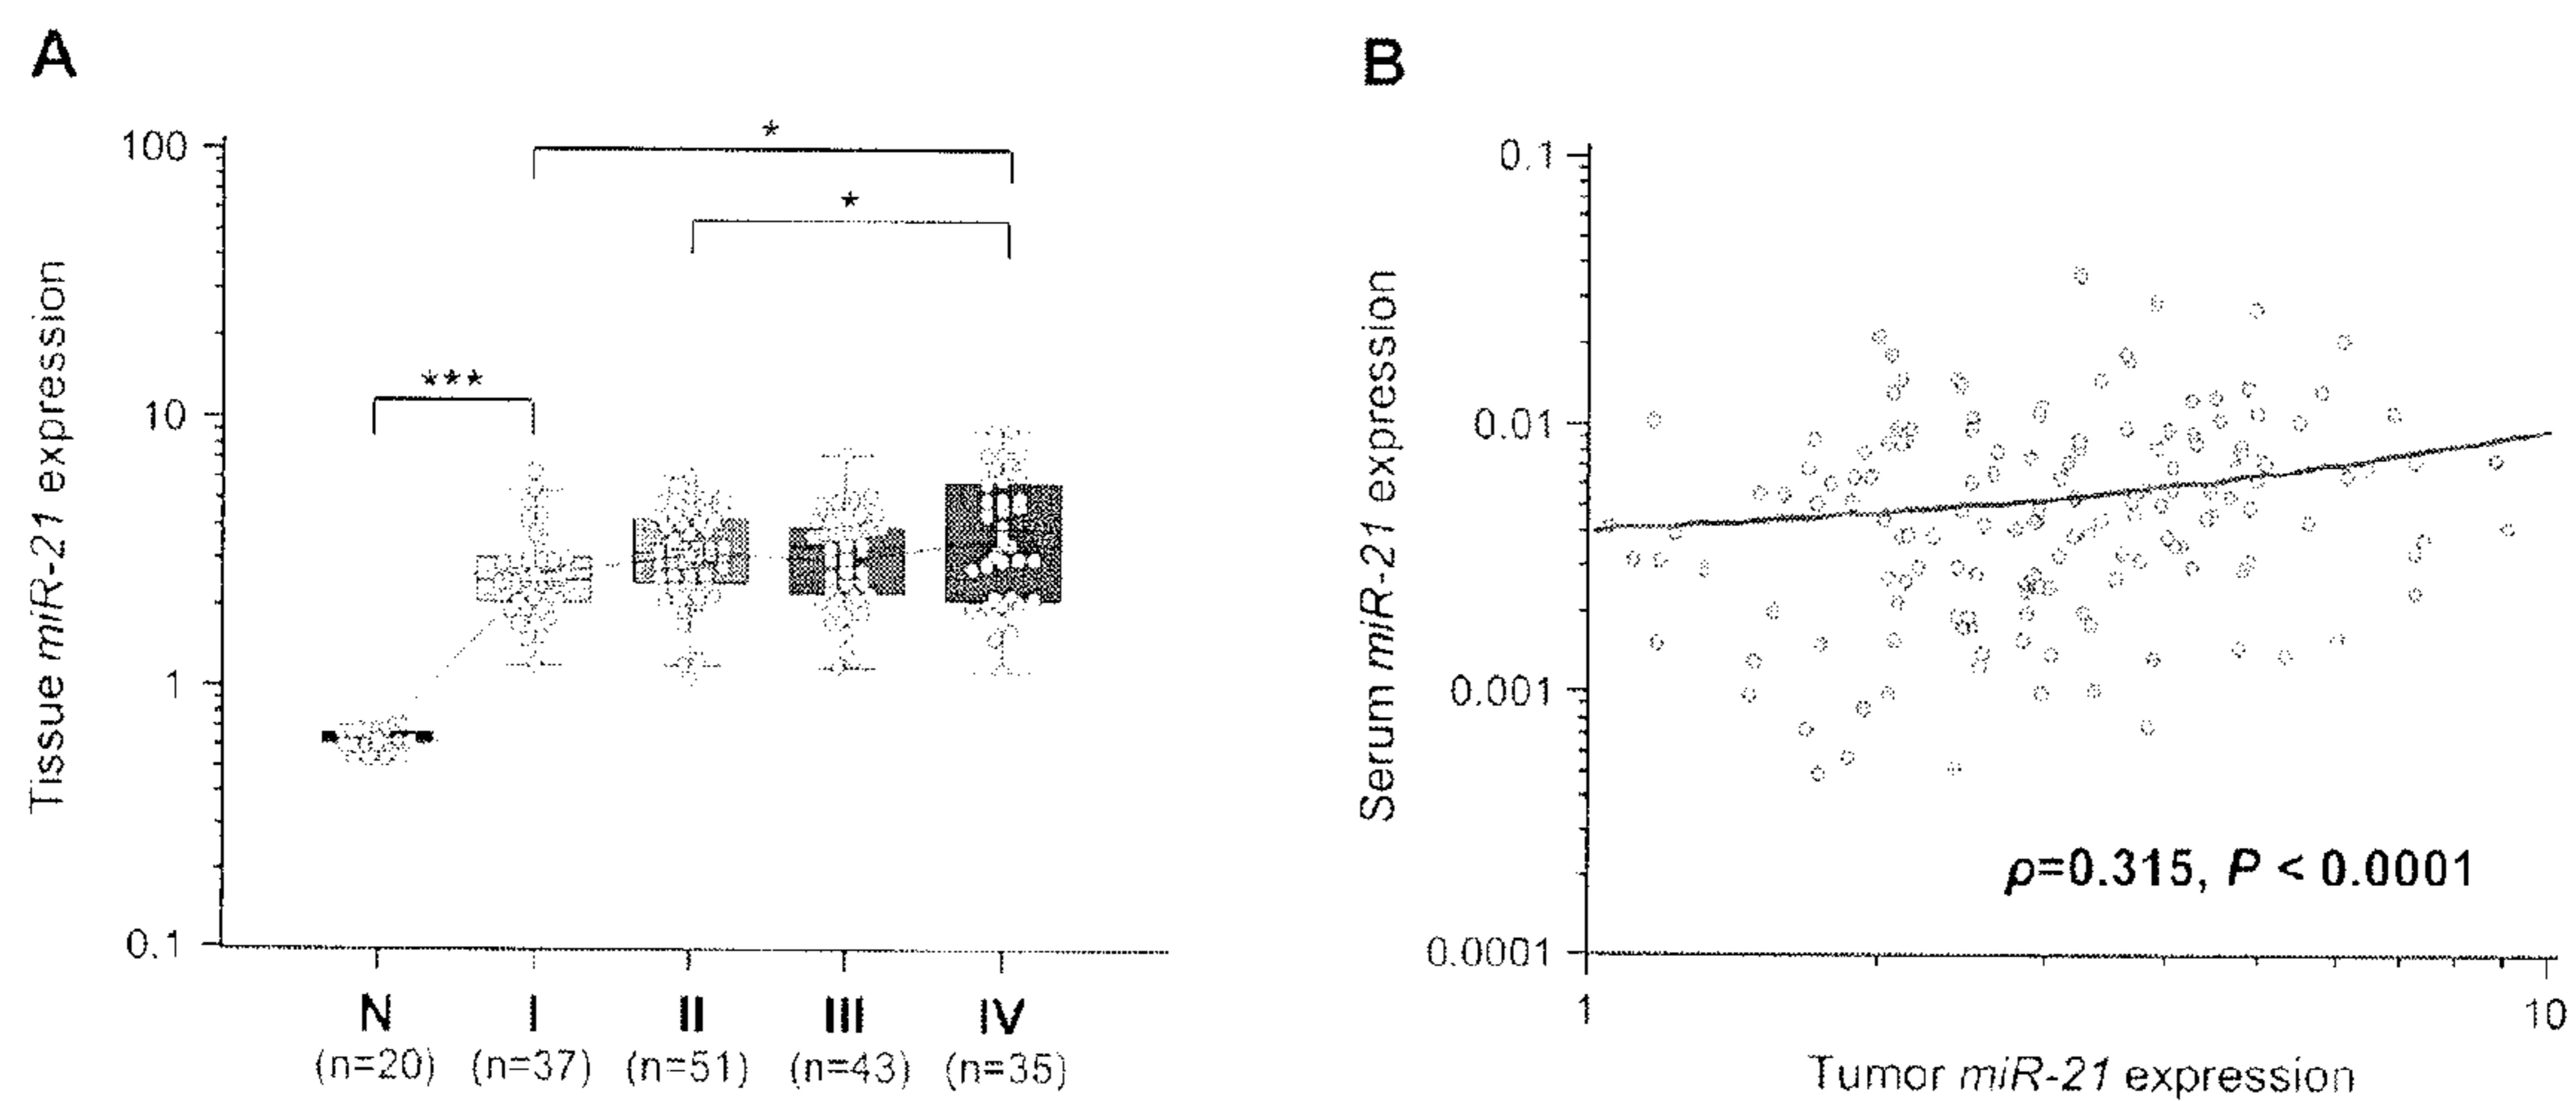 A
Tissue miR-21 expression
100
10
1
0.1
*
*
***
N
I
II
III
IV
(n=20)
(n=37)
(n=51)
(n=43)
(n=35)
B
Serum miR-21 expression
0.1
0.01
0.001
0.0001
ρ=0.315, P < 0.0001
1
10
Tumor miR-21 expression